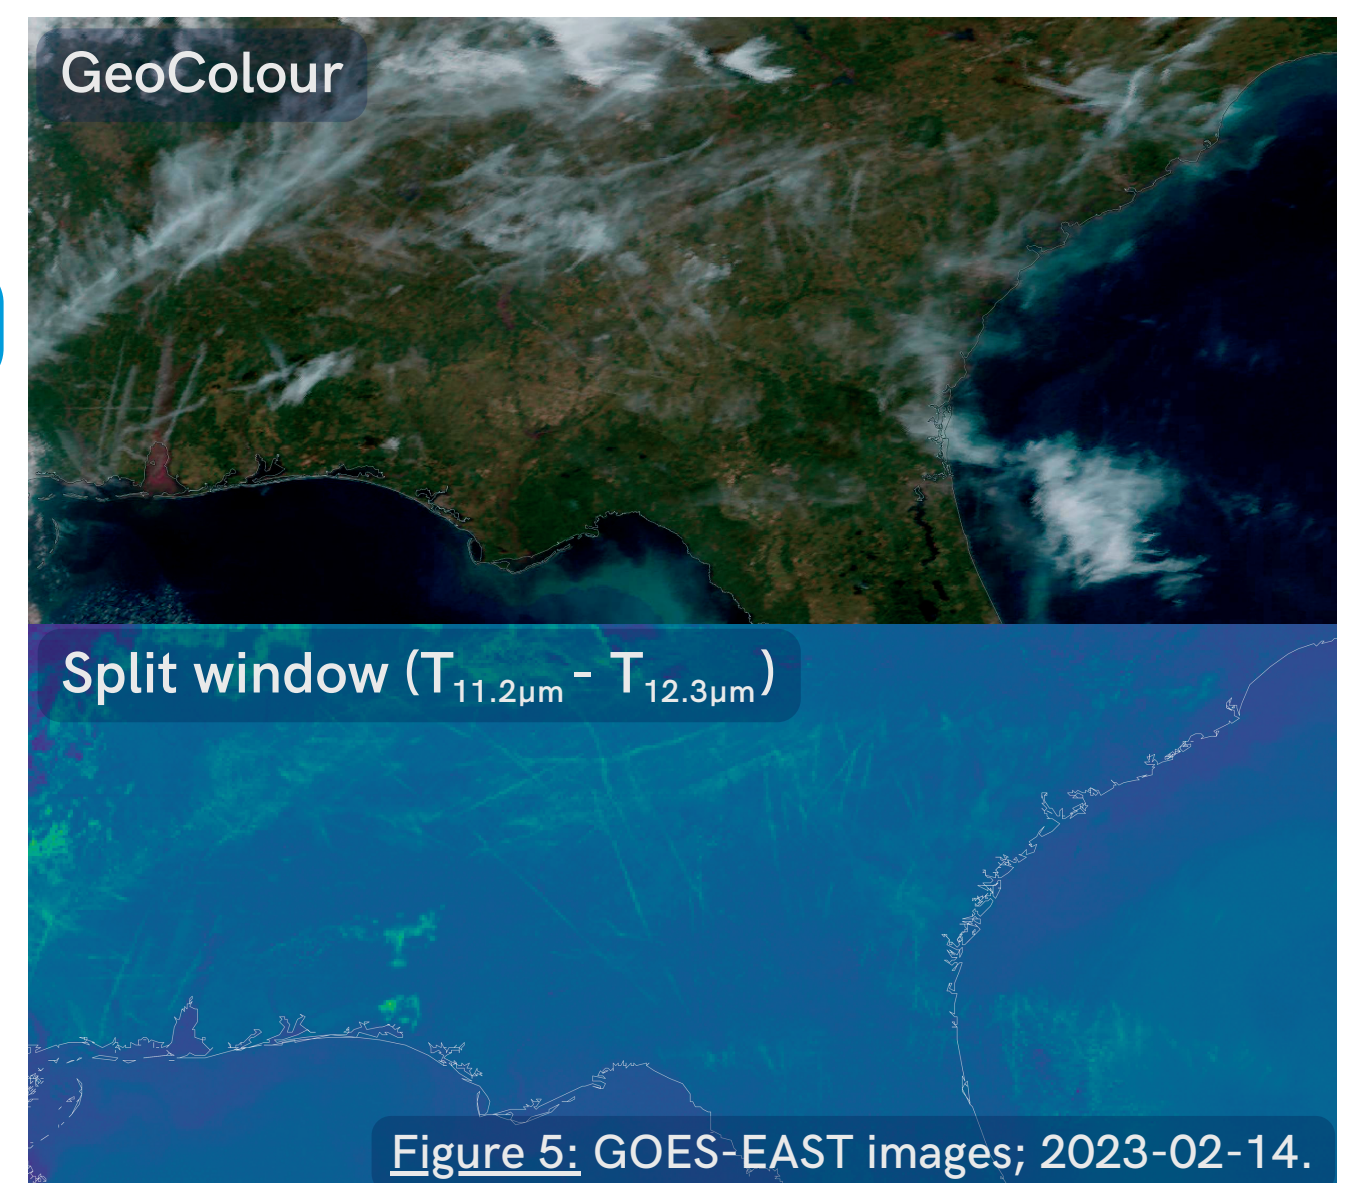 GeoColour
Split window (T11.2μm - T12.3μm)
Figure 5: GOES-EAST images; 2023-02-14.